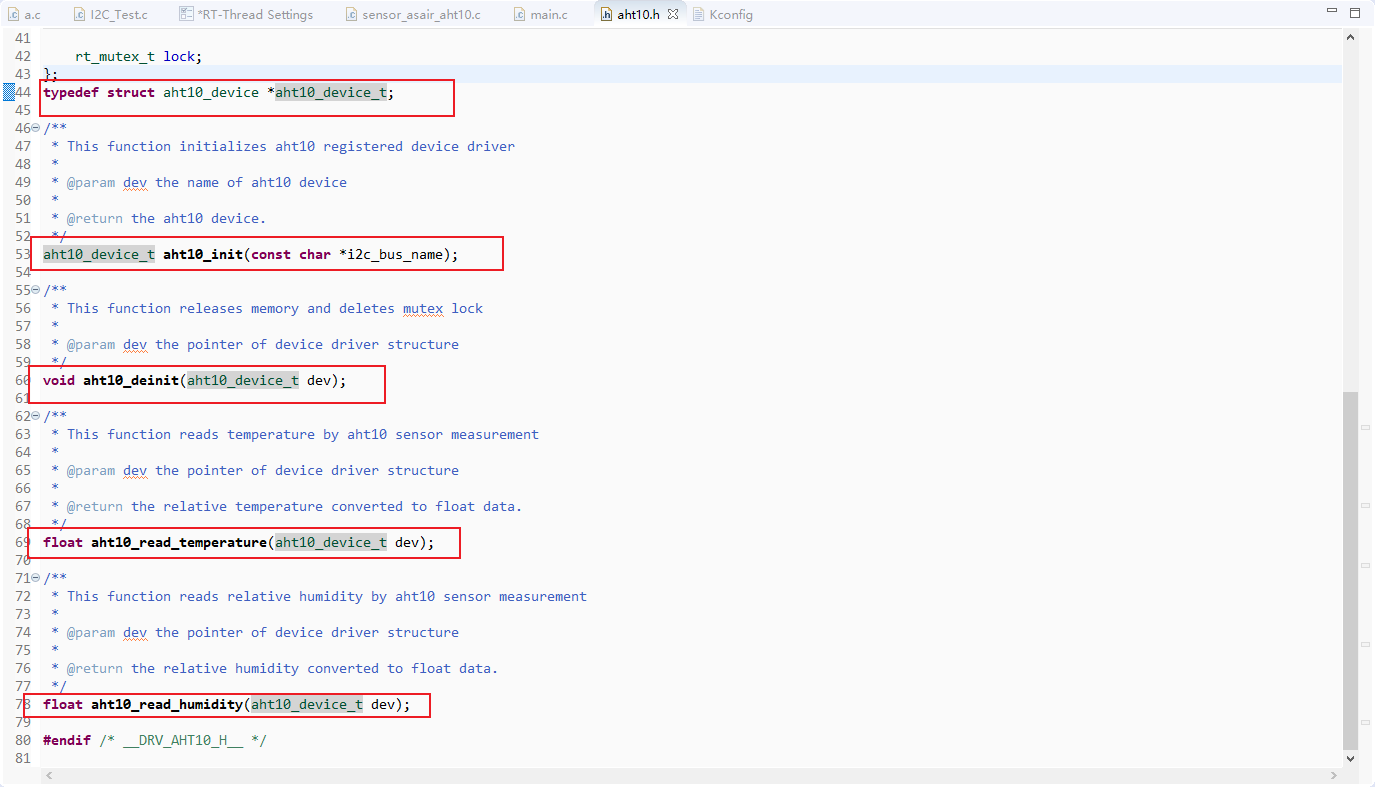 a.c I2C_Test.c *RT-Thread Settings sensor_asair_aht10.c main.c aht10.h Kconfig
41
42 rt_mutex_t lock;
43 };
44 typedef struct aht10_device *aht10_device_t;
45
46 /**
47 * This function initializes aht10 registered device driver
48 *
49 * @param dev the name of aht10 device
50 *
51 * @return the aht10 device.
52 */
53 aht10_device_t aht10_init(const char *i2c_bus_name);
54
55 /**
56 * This function releases memory and deletes mutex lock
57 *
58 * @param dev the pointer of device driver structure
59 */
60 void aht10_deinit(aht10_device_t dev);
61
62 /**
63 * This function reads temperature by aht10 sensor measurement
64 *
65 * @param dev the pointer of device driver structure
66 *
67 * @return the relative temperature converted to float data.
68 */
69 float aht10_read_temperature(aht10_device_t dev);
70
71 /**
72 * This function reads relative humidity by aht10 sensor measurement
73 *
74 * @param dev the pointer of device driver structure
75 *
76 * @return the relative humidity converted to float data.
77 */
78 float aht10_read_humidity(aht10_device_t dev);
79
80 #endif /* __DRV_AHT10_H__ */
81